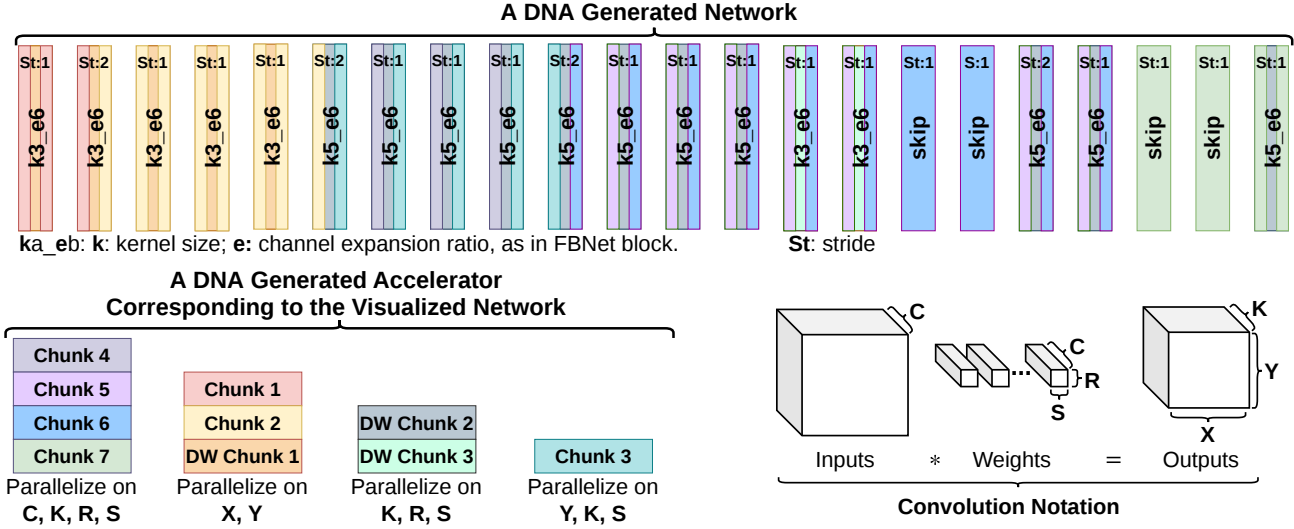 A DNA Generated Network
St:1 St:2 St:1 St:1 St:1 St:2 St:1 St:1 St:1 St:2 St:1 St:1 St:1 St:1 St:1 St:1 S:1 St:2 St:1 St:1 St:1 St:1
k3_e6 k3_e6 k3_e6 k3_e6 k3_e6 k5_e6 k5_e6 k5_e6 k5_e6 k5_e6 k5_e6 k5_e6 k5_e6 k3_e6 k3_e6 skip skip k5_e6 k5_e6 skip skip k5_e6
ka_eb: k: kernel size; e: channel expansion ratio, as in FBNet block.
St: stride
A DNA Generated Accelerator
Corresponding to the Visualized Network
Chunk 4
Chunk 5
Chunk 6
Chunk 7
Parallelize on
C, K, R, S
Chunk 1
Chunk 2
DW Chunk 1
Parallelize on
X, Y
DW Chunk 2
DW Chunk 3
Parallelize on
K, R, S
Chunk 3
Parallelize on
Y, K, S
C
C
R
S
K
Y
X
Inputs * Weights = Outputs
Convolution Notation